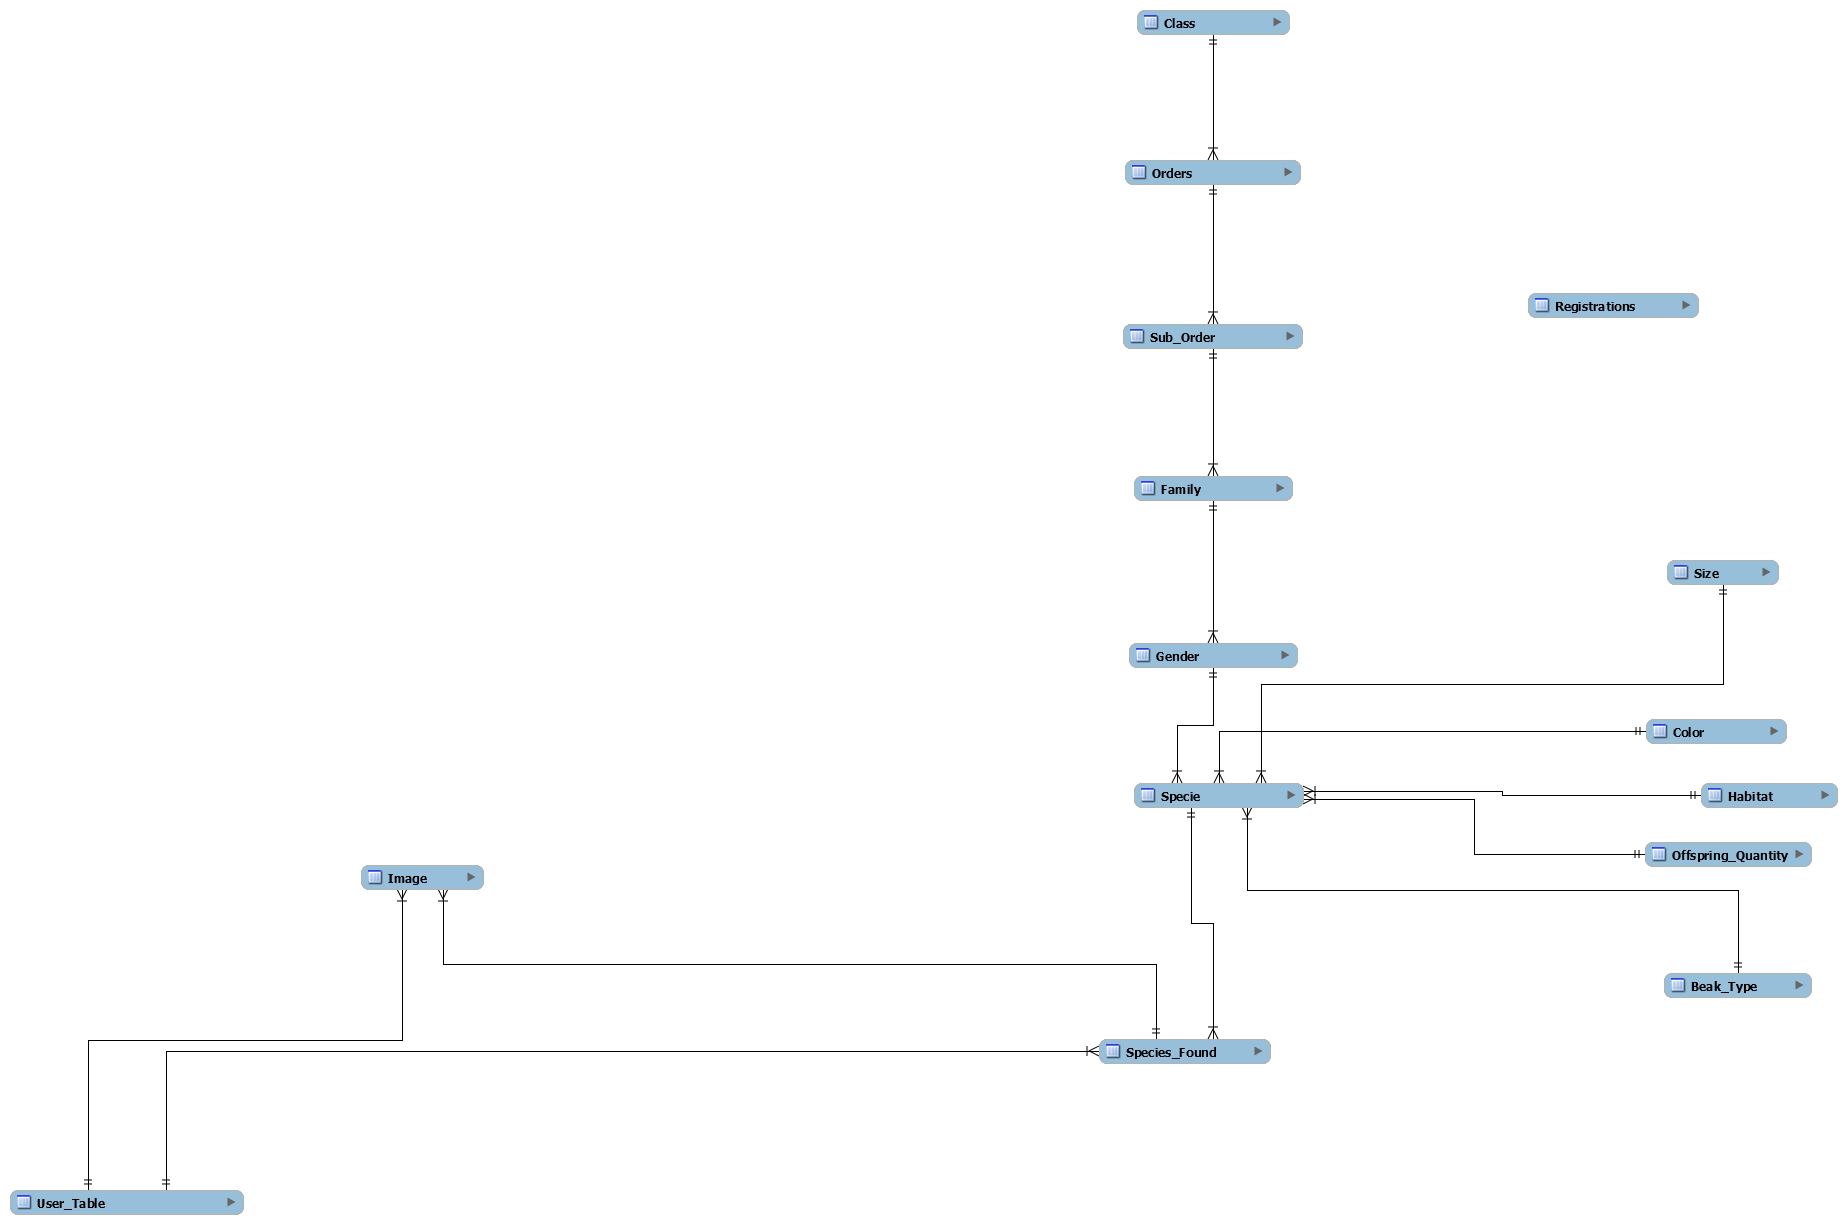 Class
Orders
Registrations
Sub_Order
Family
Size
Gender
Color
Specie
Habitat
Offspring_Quantity
Image
Beak_Type
Species_Found
User_Table